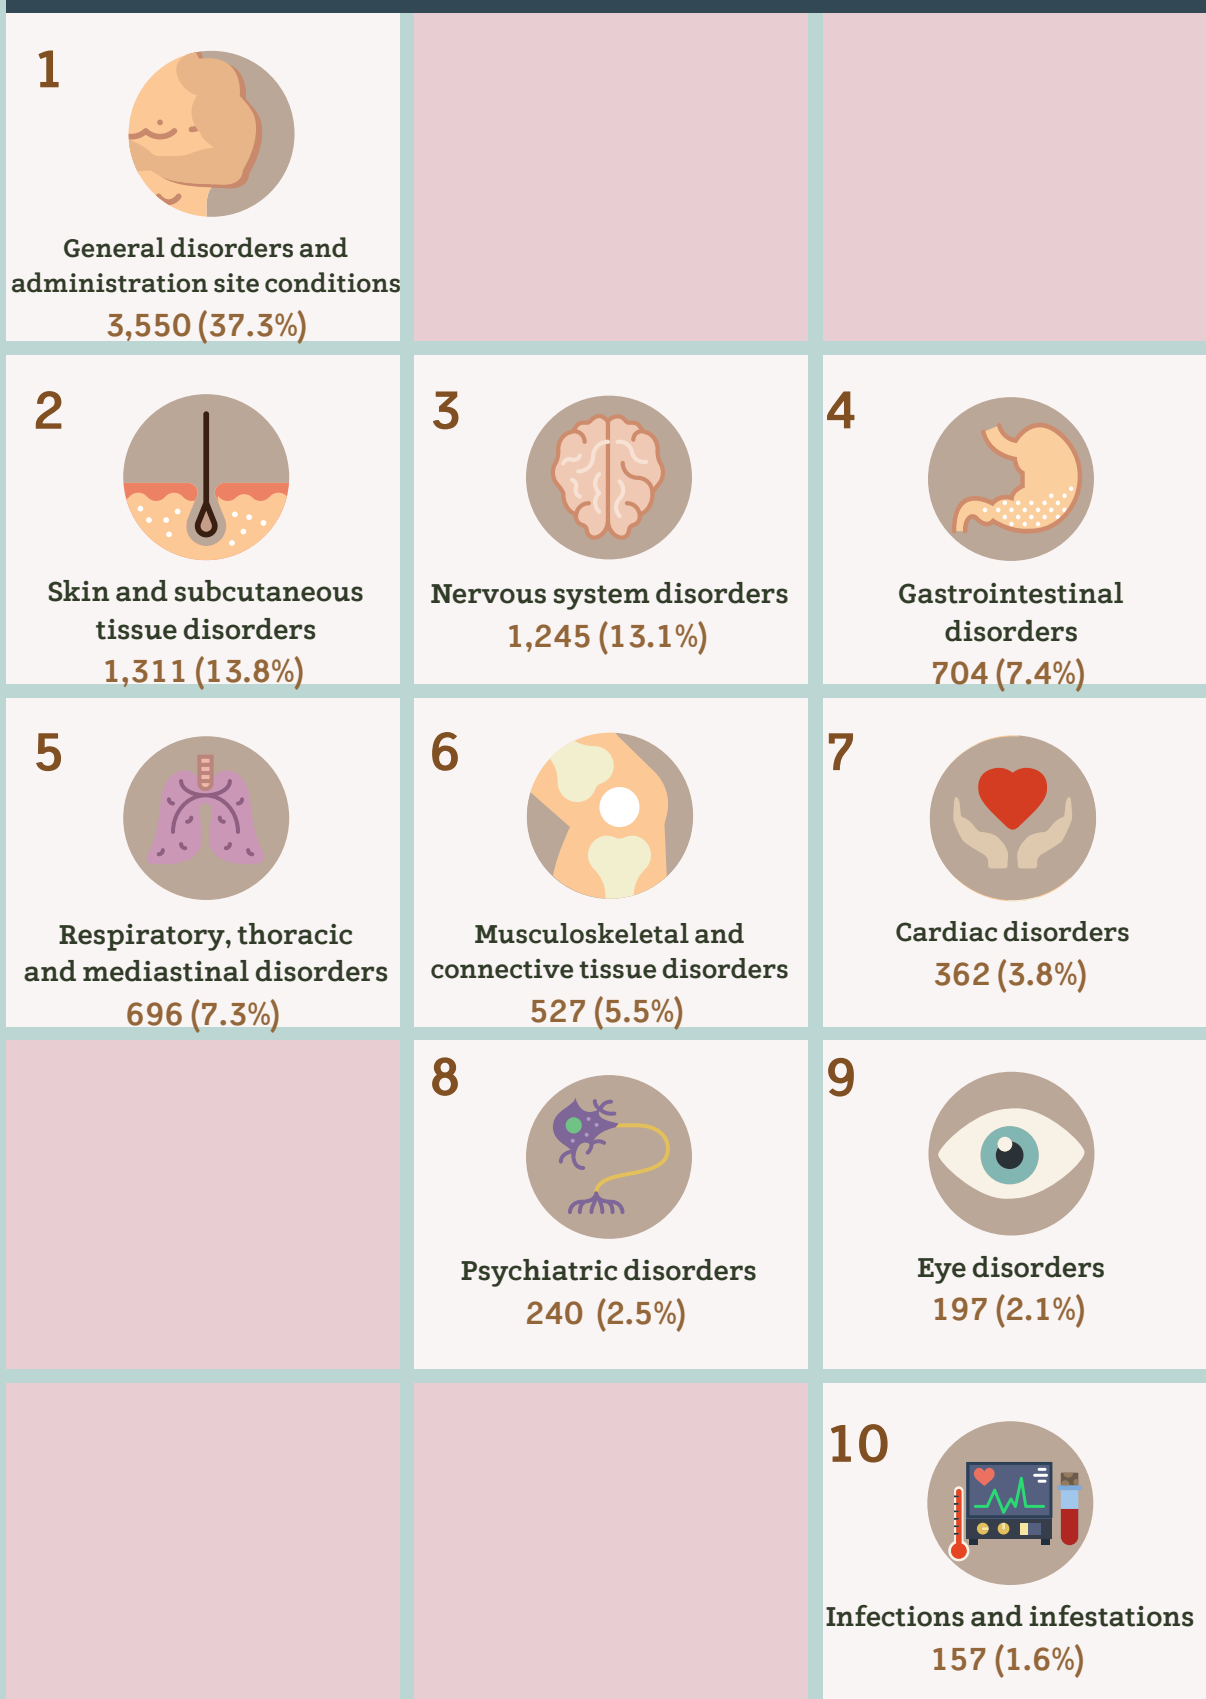 1
General disorders and
administration site conditions
3,550 (37.3%)
2
Skin and subcutaneous
tissue disorders
1,311 (13.8%)
3
Nervous system disorders
1,245 (13.1%)
4
Gastrointestinal
disorders
704 (7.4%)
5
Respiratory, thoracic
and mediastinal disorders
696 (7.3%)
6
Musculoskeletal and
connective tissue disorders
527 (5.5%)
7
Cardiac disorders
362 (3.8%)
8
Psychiatric disorders
240 (2.5%)
9
Eye disorders
197 (2.1%)
10
Infections and infestations
157 (1.6%)